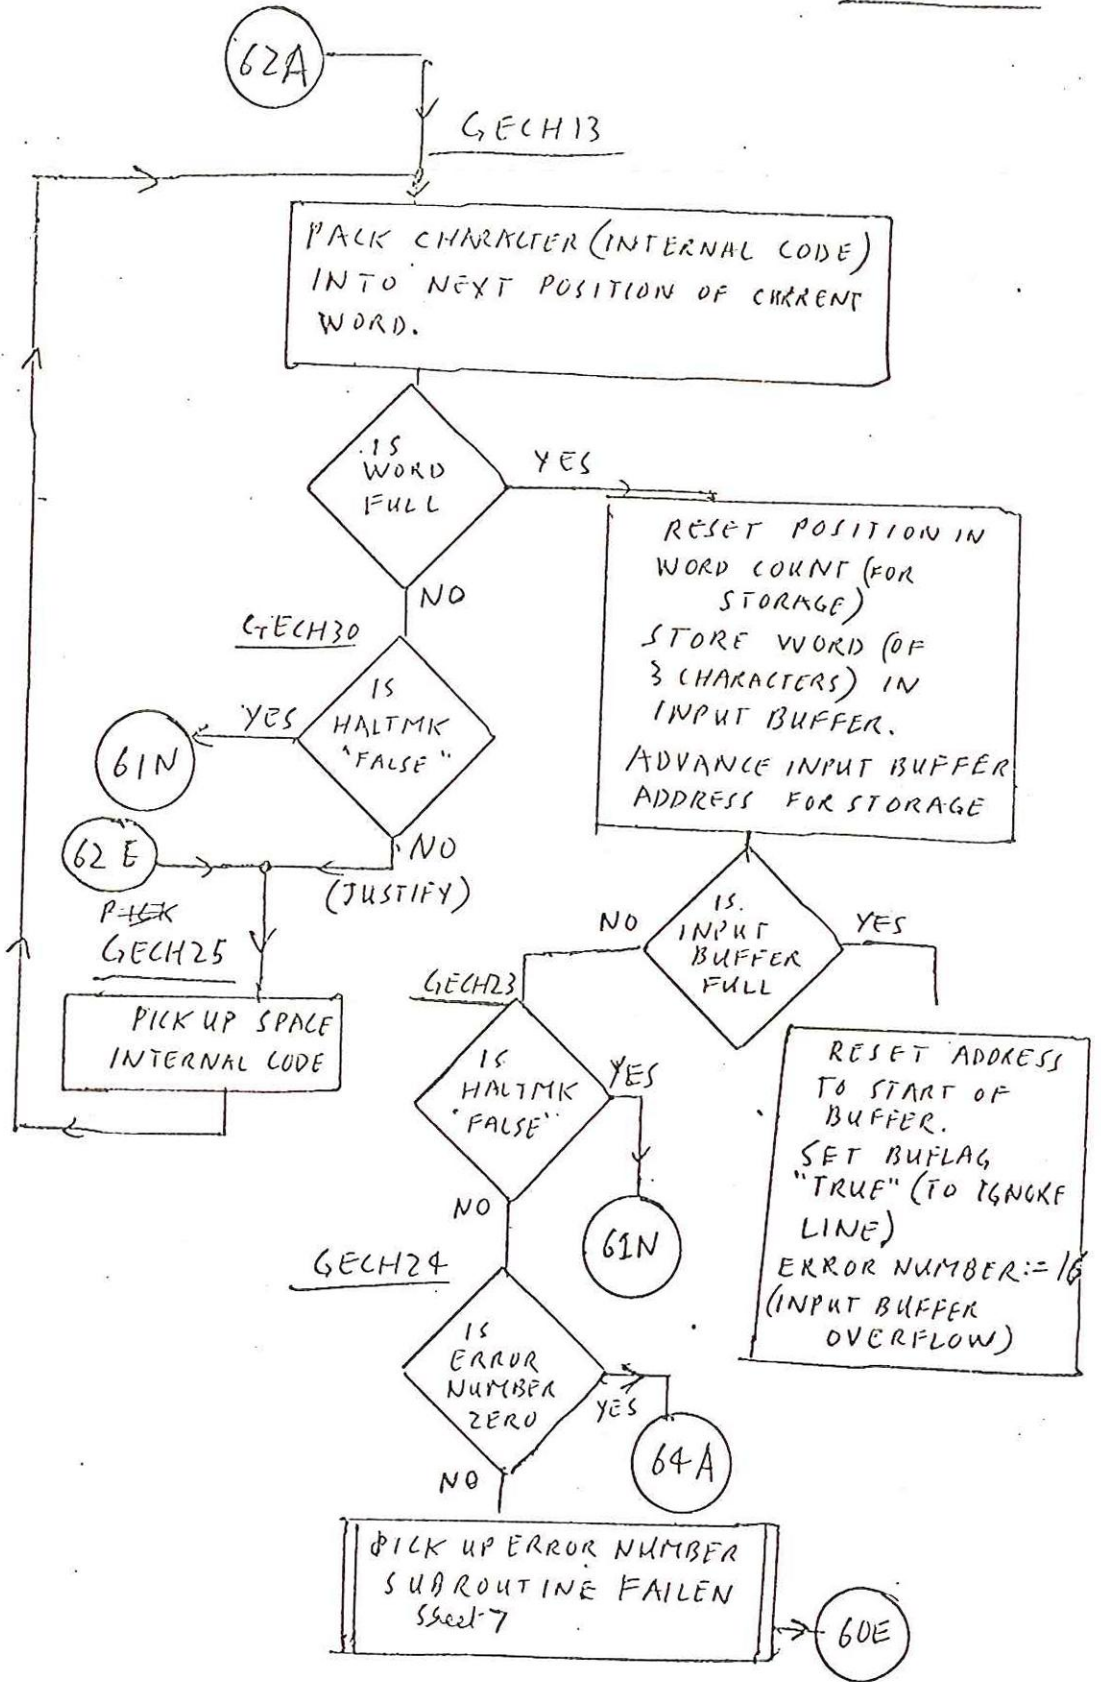 62A
GECH13
PACK CHARACTER (INTERNAL CODE)
INTO NEXT POSITION OF CURRENT
WORD.
IS
WORD
FULL
YES
NO
RESET POSITION IN
WORD COUNT (FOR
STORAGE)
STORE WORD (OF
3 CHARACTERS) IN
INPUT BUFFER.
ADVANCE INPUT BUFFER
ADDRESS FOR STORAGE
GECH30
IS
HALTMK
"FALSE"
YES
61N
NO
(JUSTIFY)
62E
GECH25
PICK UP SPACE
INTERNAL CODE
IS
INPUT
BUFFER
FULL
NO
YES
GECH23
IS
HALTMK
"FALSE"
YES
61N
NO
RESET ADDRESS
TO START OF
BUFFER.
SET BUFLAG
"TRUE" (TO IGNORE
LINE)
ERROR NUMBER:= 16
(INPUT BUFFER
OVERFLOW)
GECH24
IS
ERROR
NUMBER
ZERO
YES
64A
NO
PICK UP ERROR NUMBER
SUBROUTINE FAILEN
Sheet 7
60E